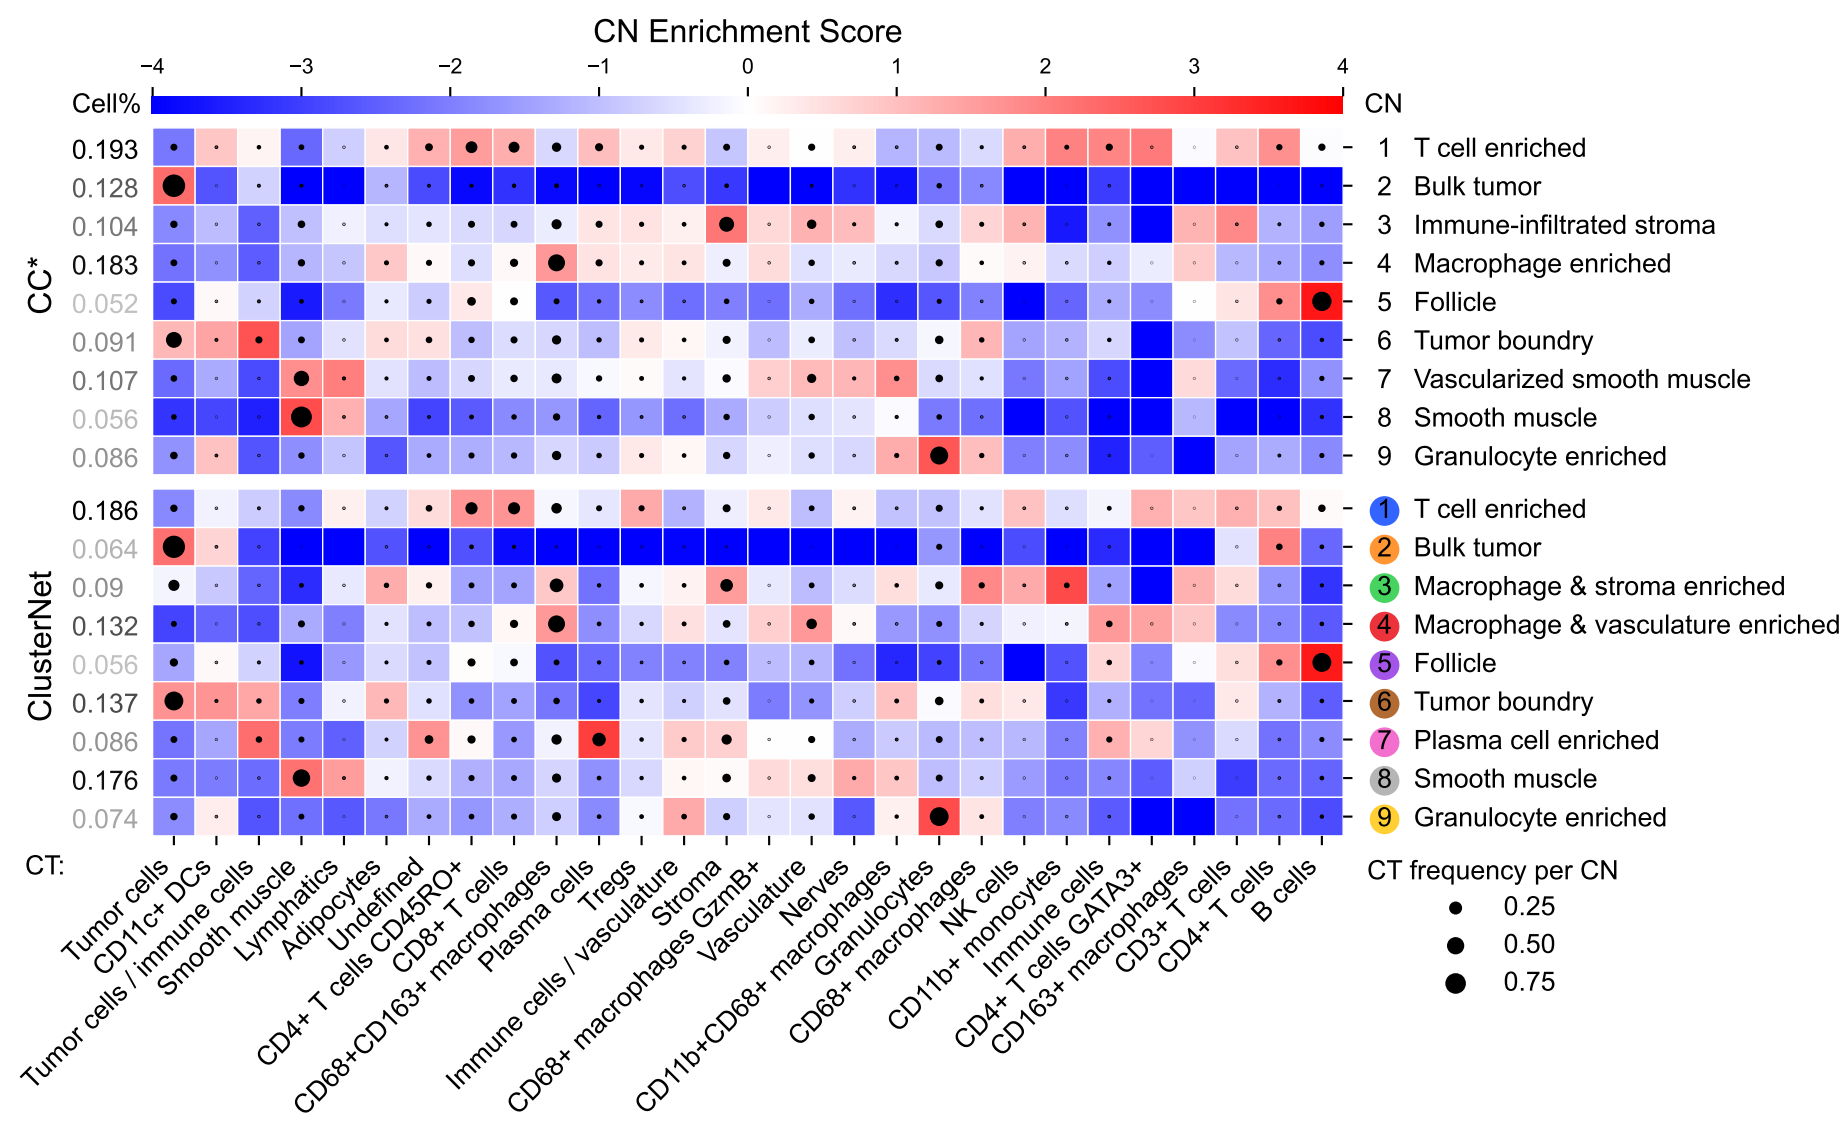 CN Enrichment Score
−4 −3 −2 −1 0 1 2 3 4
Cell% CN
CC*
0.193 1 T cell enriched
0.128 2 Bulk tumor
0.104 3 Immune-infiltrated stroma
0.183 4 Macrophage enriched
0.052 5 Follicle
0.091 6 Tumor boundry
0.107 7 Vascularized smooth muscle
0.056 8 Smooth muscle
0.086 9 Granulocyte enriched
ClusterNet
0.186 1 T cell enriched
0.064 2 Bulk tumor
0.09 3 Macrophage & stroma enriched
0.132 4 Macrophage & vasculature enriched
0.056 5 Follicle
0.137 6 Tumor boundry
0.086 7 Plasma cell enriched
0.176 8 Smooth muscle
0.074 9 Granulocyte enriched
CT:
Tumor cells
CD11c+ DCs
Tumor cells / immune cells
Smooth muscle
Lymphatics
Adipocytes
Undefined
CD4+ T cells CD45RO+
CD8+ T cells
CD68+CD163+ macrophages
Plasma cells
Tregs
Immune cells / vasculature
Stroma
CD68+ macrophages GzmB+
Vasculature
Nerves
CD11b+CD68+ macrophages
Granulocytes
CD68+ macrophages
NK cells
CD11b+ monocytes
Immune cells
CD4+ T cells GATA3+
CD163+ macrophages
CD3+ T cells
CD4+ T cells
B cells
CT frequency per CN
0.25
0.50
0.75